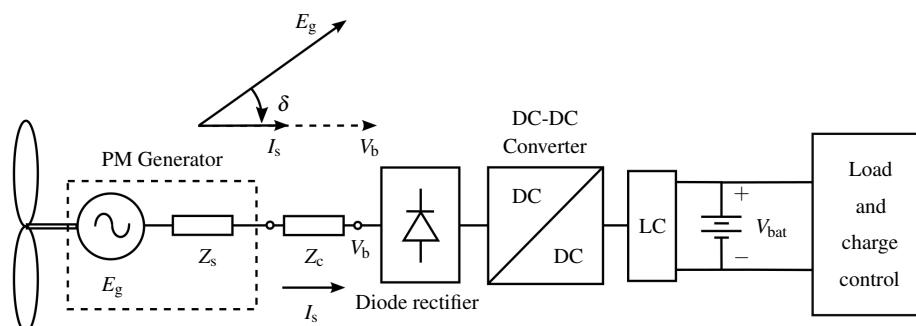 E_g
δ
I_s
V_b
DC-DC
Converter
PM Generator
Load
and
charge
control
DC
DC
LC
+
V_bat
−
Z_s
Z_c
V_b
E_g
I_s
Diode rectifier